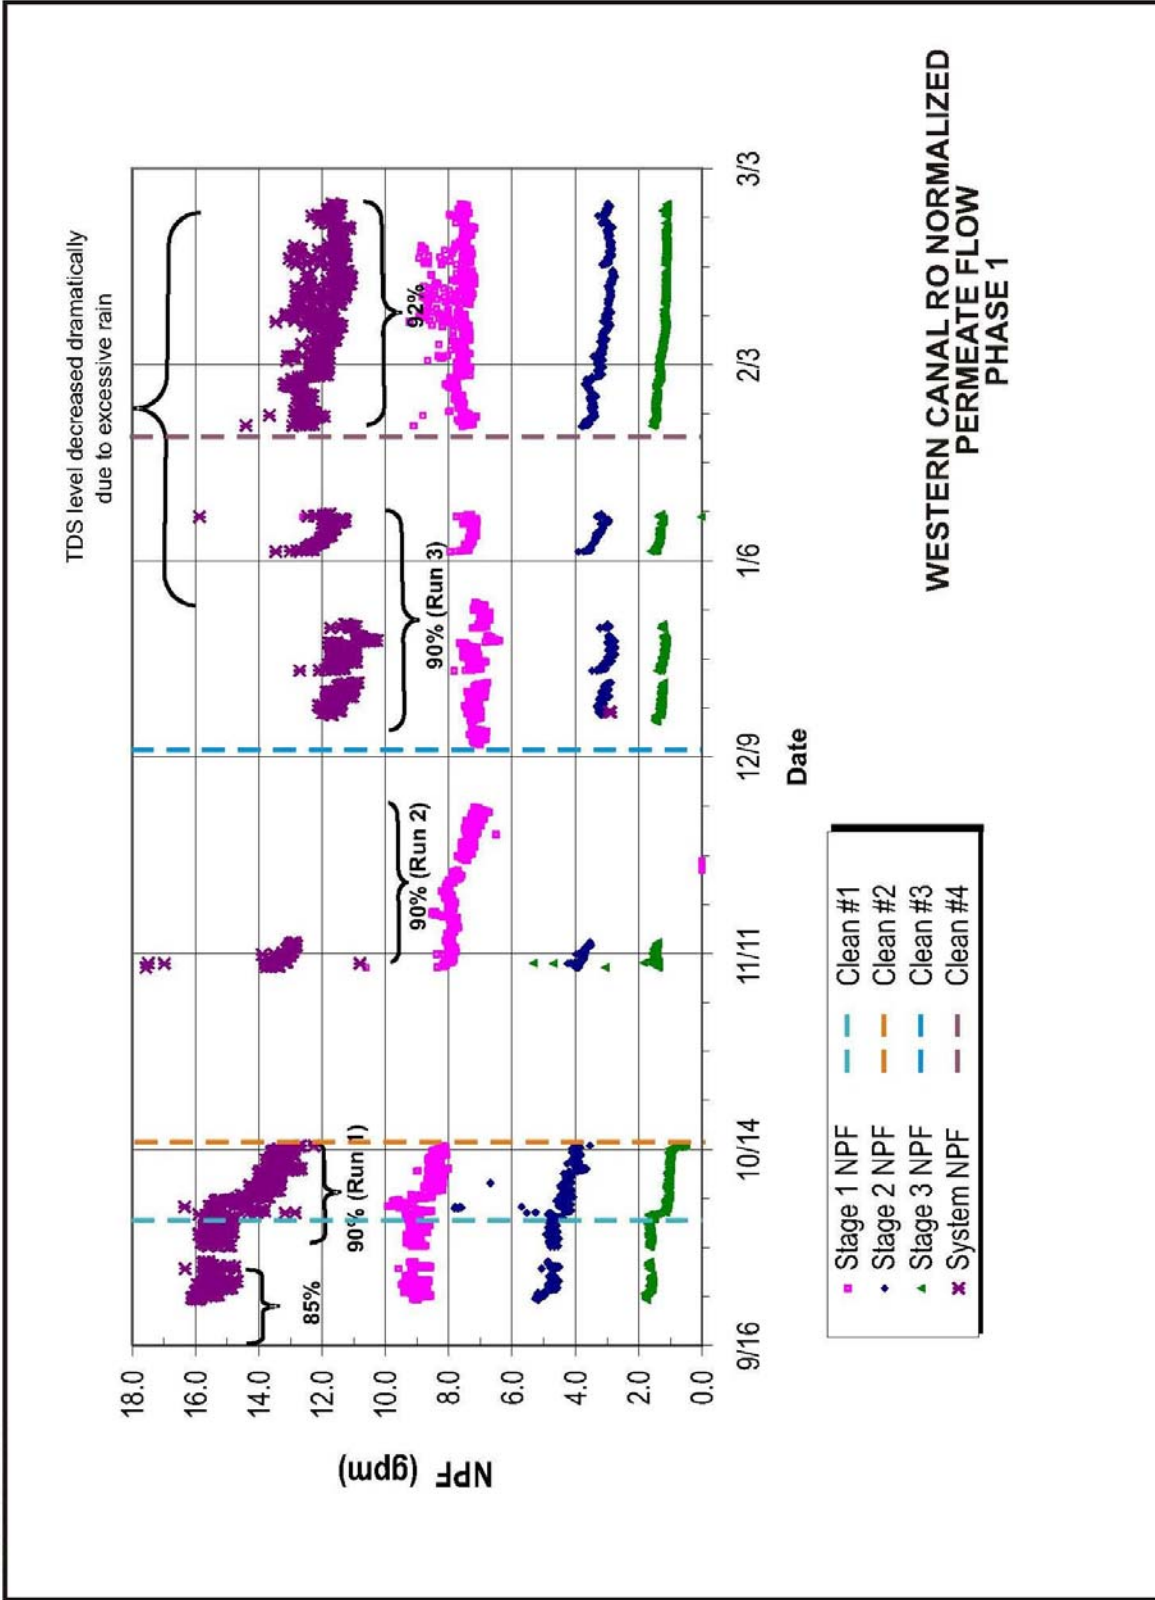 TDS level decreased dramatically
due to excessive rain
18.0
16.0
14.0
12.0
10.0
8.0
6.0
4.0
2.0
0.0
NPF (gpm)
85%
90% (Run 1)
90% (Run 2)
90% (Run 3)
92%
9/16
10/14
11/11
12/9
1/6
2/3
3/3
Date
Stage 1 NPF
Stage 2 NPF
Stage 3 NPF
System NPF
Clean #1
Clean #2
Clean #3
Clean #4
WESTERN CANAL RO NORMALIZED
PERMEATE FLOW
PHASE 1